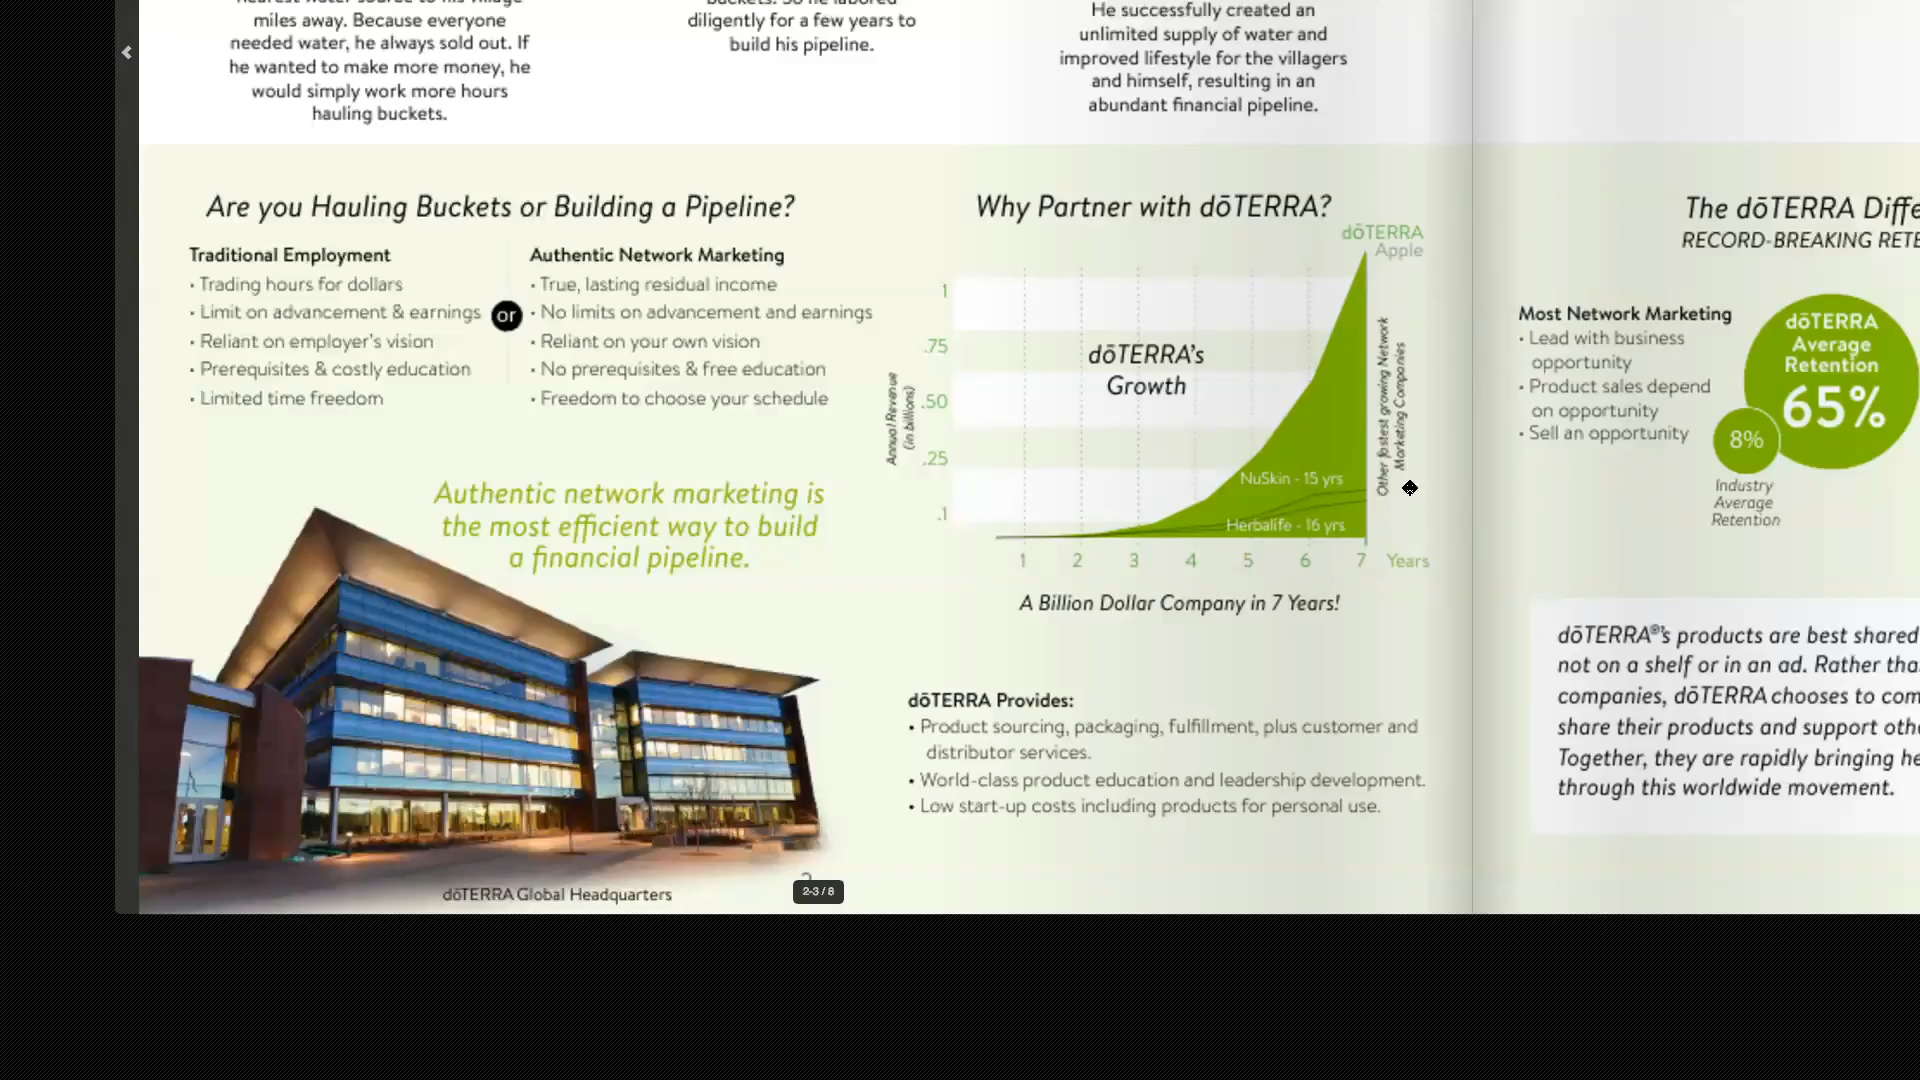 miles away. Because everyone
needed water, he always sold out. If
he wanted to make more money, he
would simply work more hours
hauling buckets.
diligently for a few years to
build his pipeline.
He successfully created an
unlimited supply of water and
improved lifestyle for the villagers
and himself, resulting in an
abundant financial pipeline.
Are you Hauling Buckets or Building a Pipeline?
Traditional Employment
· Trading hours for dollars
· Limit on advancement & earnings
· Reliant on employer's vision
· Prerequisites & costly education
· Limited time freedom
or
Authentic Network Marketing
· True, lasting residual income
· No limits on advancement and earnings
· Reliant on your own vision
· No prerequisites & free education
· Freedom to choose your schedule
Authentic network marketing is
the most efficient way to build
a financial pipeline.
dōTERRA Global Headquarters
Why Partner with dōTERRA?
dōTERRA
Apple
1
.75
.50
.25
.1
Annual Revenue
(in billions)
dōTERRA's
Growth
NuSkin - 15 yrs
Herbalife - 16 yrs
Other fastest growing Network
Marketing Companies
1 2 3 4 5 6 7 Years
A Billion Dollar Company in 7 Years!
dōTERRA Provides:
• Product sourcing, packaging, fulfillment, plus customer and
distributor services.
• World-class product education and leadership development.
• Low start-up costs including products for personal use.
2-3 / 8
The dōTERRA Diffe
RECORD-BREAKING RETE
Most Network Marketing
· Lead with business
opportunity
· Product sales depend
on opportunity
· Sell an opportunity
dōTERRA
Average
Retention
65%
8%
Industry
Average
Retention
dōTERRA®'s products are best shared
not on a shelf or in an ad. Rather tha
companies, dōTERRA chooses to com
share their products and support oth
Together, they are rapidly bringing he
through this worldwide movement.